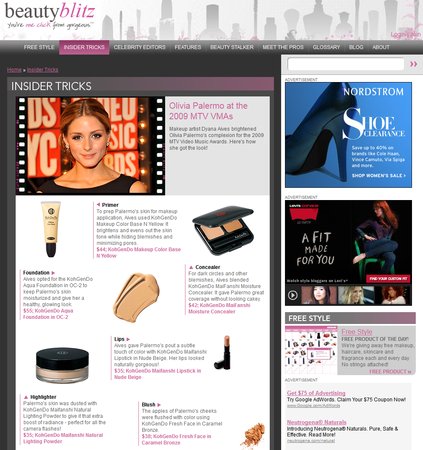 beautyblitz
you're one click from gorgeous
Login / Join
FREE STYLE
INSIDER TRICKS
CELEBRITY EDITORS
FEATURES
BEAUTY STALKER
MEET THE PROS
GLOSSARY
BLOG
ABOUT
Home » Insider Tricks
INSIDER TRICKS
Olivia Palermo at the
2009 MTV VMAs
Makeup artist Dyana Alves brightened
Olivia Palermo's complexion for the 2009
MTV Video Music Awards. Here's how
she got the look!
Primer
To prep Palermo's skin for makeup
application, Alves used KohGenDo
Makeup Color Base N Yellow. It
brightens and evens out the skin
tone while hiding blemishes and
minimizing pores.
$44; KohGenDo Makeup Color Base
N Yellow
Concealer
For dark circles and other
blemishes, Alves blended
KohGenDo Maifanshi Moisture
Concealer. It gave Palermo great
coverage without looking cakey.
$42; KohGenDo Maifanshi
Moisture Concealer
Foundation
Alves opted for the KohGenDo
Aqua Foundation in OC-2 to
keep Palermo's skin
moisturized and give her a
healthy, glowing look.
$55; KohGenDo Aqua
Foundation in OC-2
Lips
Alves gave Palermo's pout a subtle
touch of color with KohGenDo Maifanshi
Lipstick in Nude Beige. Her lips looked
naturally gorgeous!
$35; KohGenDo Maifanshi Lipstick in
Nude Beige
Highlighter
Palermo's skin was dusted with
KohGenDo Maifanshi Natural
Lighting Powder to give it that extra
boost of radiance - perfect for all the
camera flashes!
$35; KohGenDo Maifanshi Natural
Lighting Powder
Blush
The apples of Palermo's cheeks
were flushed with color using
KohGenDo Fresh Face in Caramel
Bronze.
$38; KohGenDo Fresh Face in
Caramel Bronze
ADVERTISEMENT
NORDSTROM
SHOE
CLEARANCE
Save up to 40% on
brands like Cole Haan,
Vince Camuto, Via Spiga
and more.
SHOP WOMEN'S SALE
ADVERTISEMENT
A FIT
MADE
FOR YOU
Watch style bloggers on Levi's
FIND YOUR CUSTOM FIT
FREE STYLE
Free Style
FREE PRODUCT OF THE DAY!
We're giving away free makeup,
haircare, skincare and
fragrance each and every day.
No strings attached!
FREE PRODUCT
ADVERTISEMENT
Get $75 of Advertising
Try Google AdWords. Claim Your $75 Coupon Now!
www.Google.com/AdWords
Neutrogena® Naturals
Introducing Neutrogena® Naturals. Pure, Safe &
Effective. Read More!